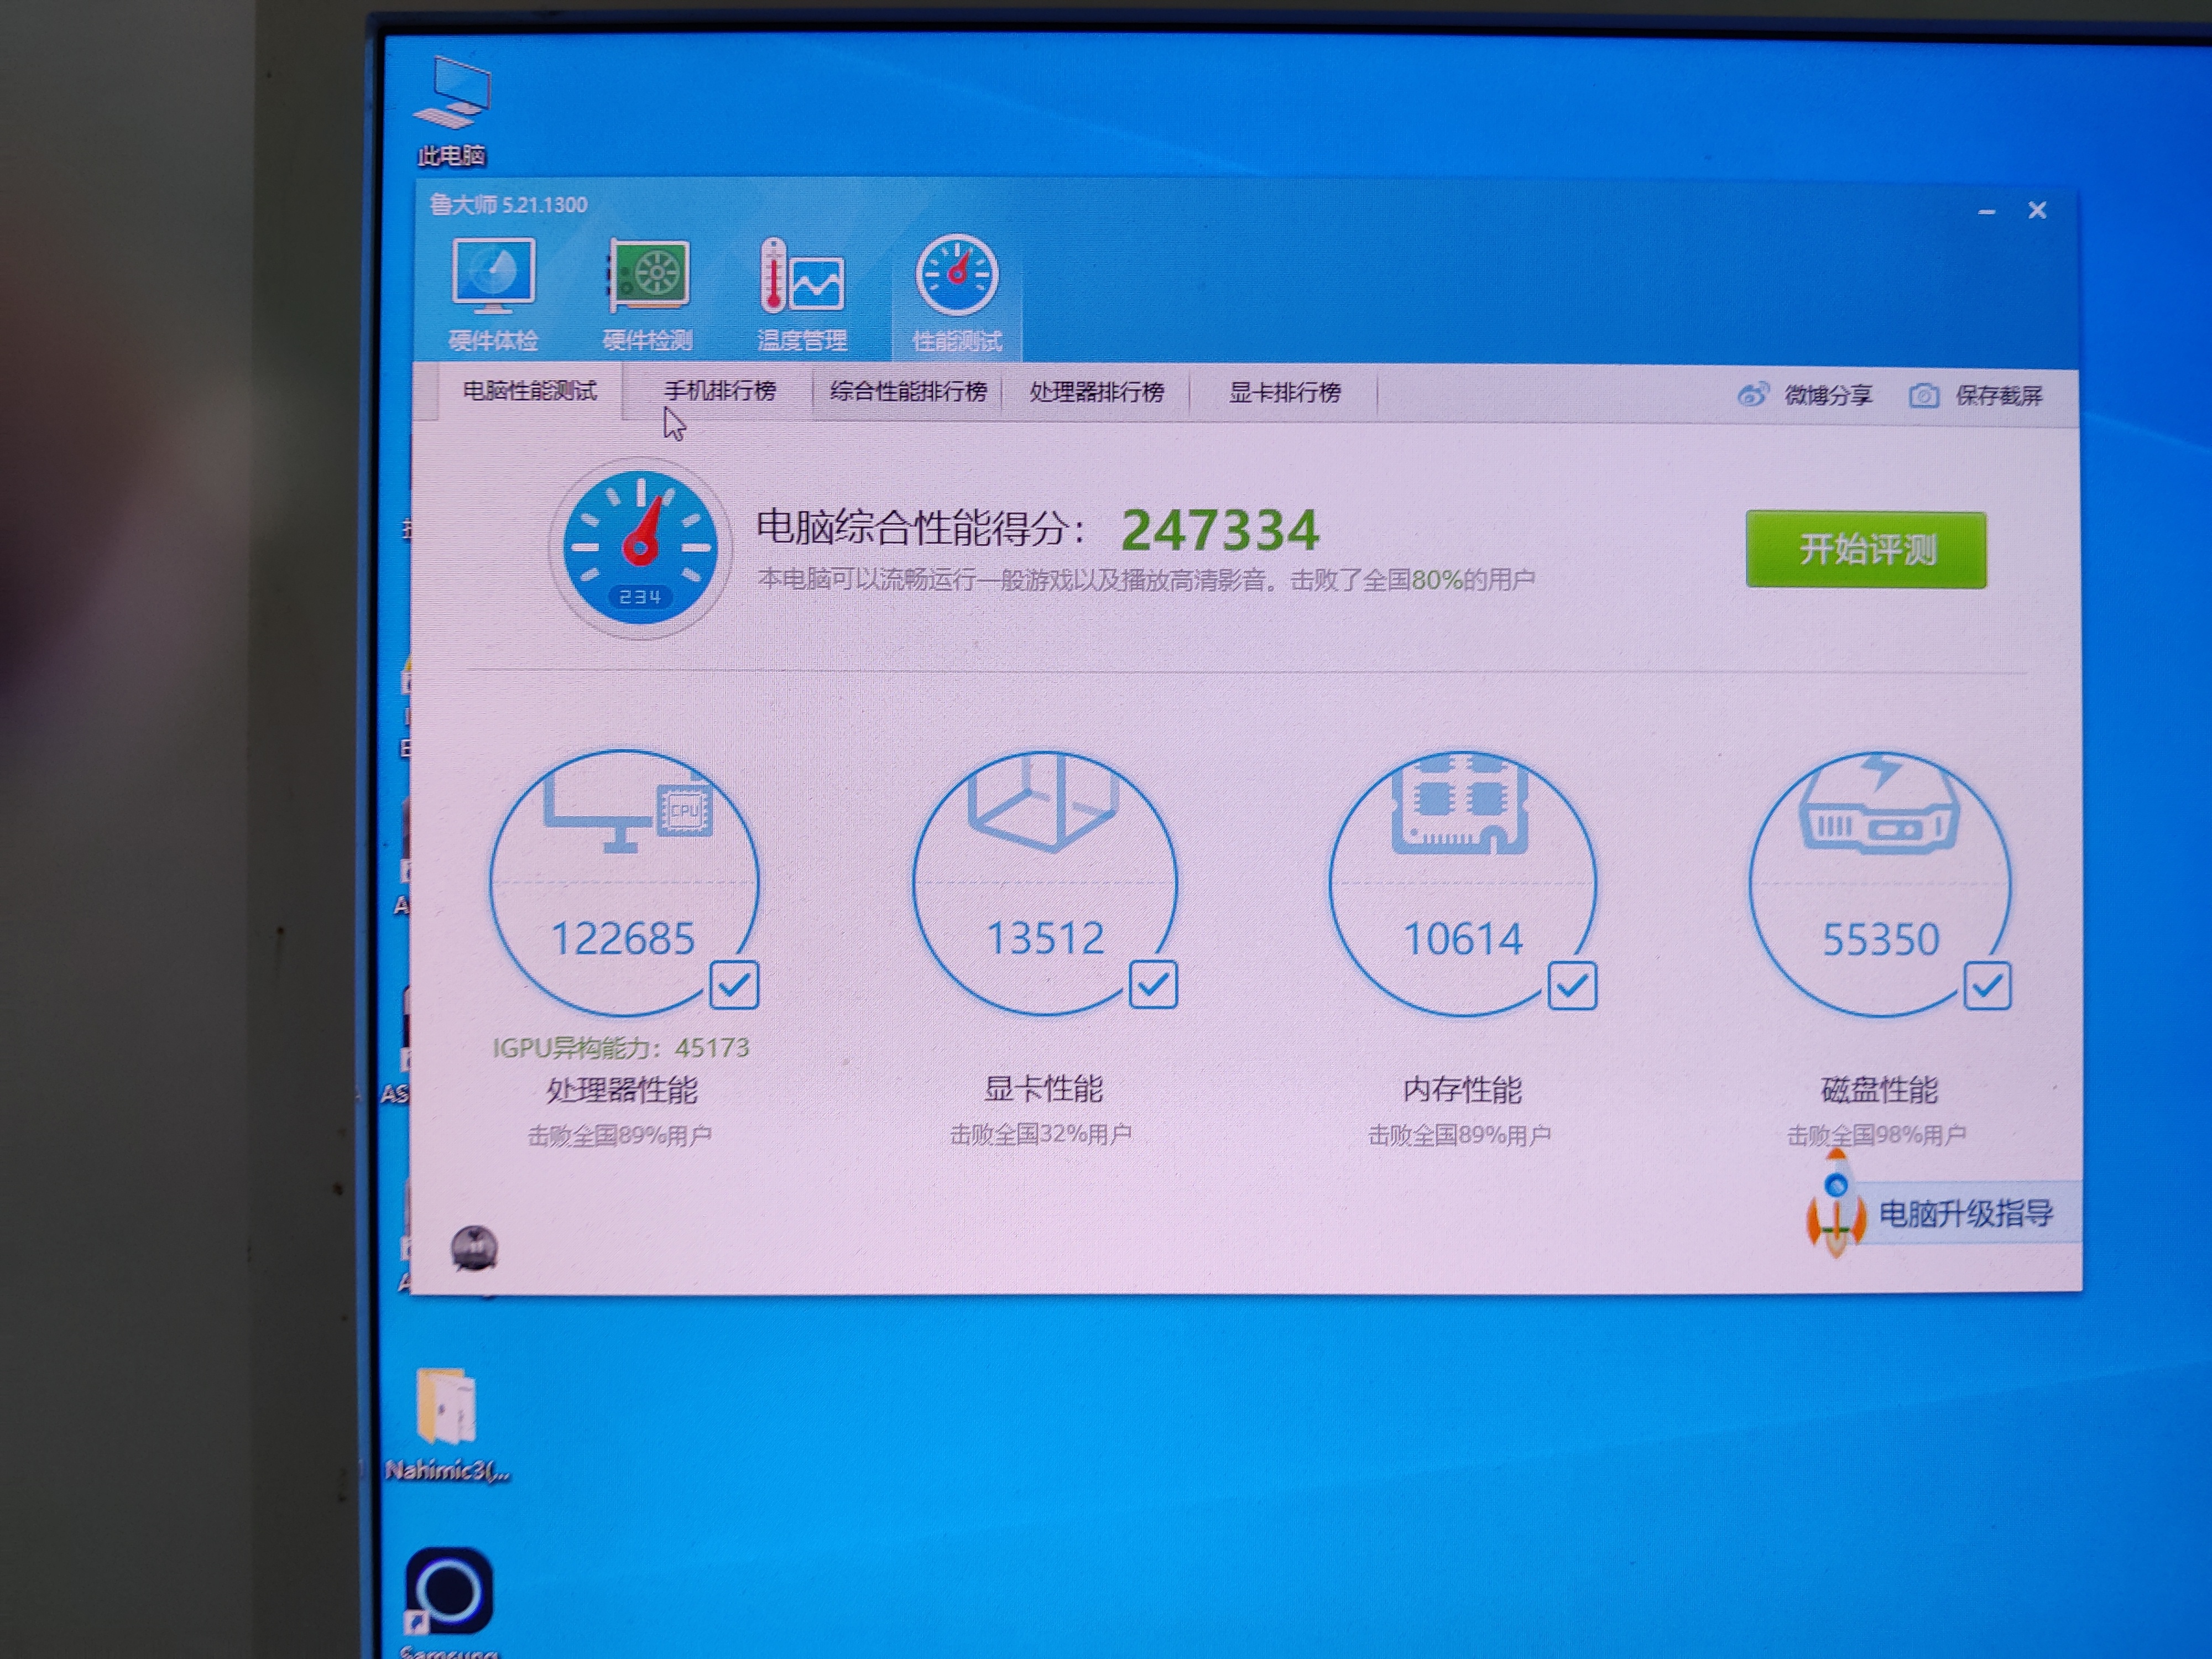 此电脑
鲁大师 5.21.1300
硬件体检
硬件检测
温度管理
性能测试
电脑性能测试
手机排行榜
综合性能排行榜
处理器排行榜
显卡排行榜
微博分享
保存截屏
电脑综合性能得分：247334
本电脑可以流畅运行一般游戏以及播放高清影音。击败了全国80%的用户
开始评测
234
CPU
122685
13512
10614
55350
IGPU异构能力：45173
处理器性能
显卡性能
内存性能
磁盘性能
击败全国89%用户
击败全国32%用户
击败全国89%用户
击败全国98%用户
电脑升级指导
AS
Nahimic3(...
Samsung